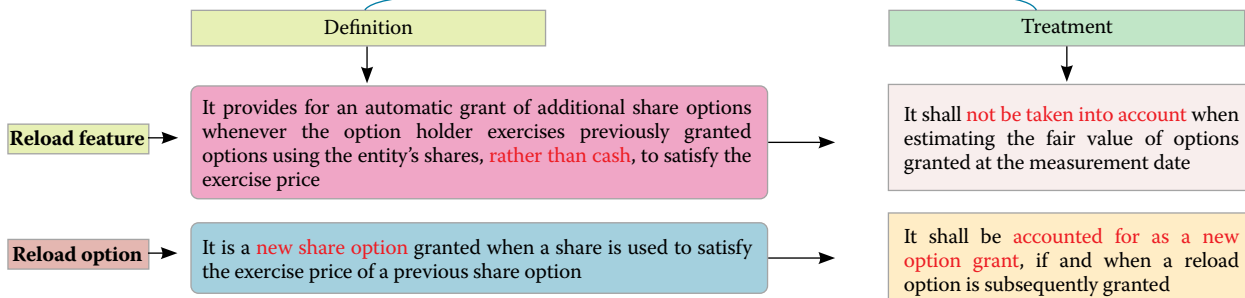 Definition
Treatment
Reload feature
It provides for an automatic grant of additional share options
whenever the option holder exercises previously granted
options using the entity's shares, rather than cash, to satisfy the
exercise price
It shall not be taken into account when
estimating the fair value of options
granted at the measurement date
Reload option
It is a new share option granted when a share is used to satisfy
the exercise price of a previous share option
It shall be accounted for as a new
option grant, if and when a reload
option is subsequently granted